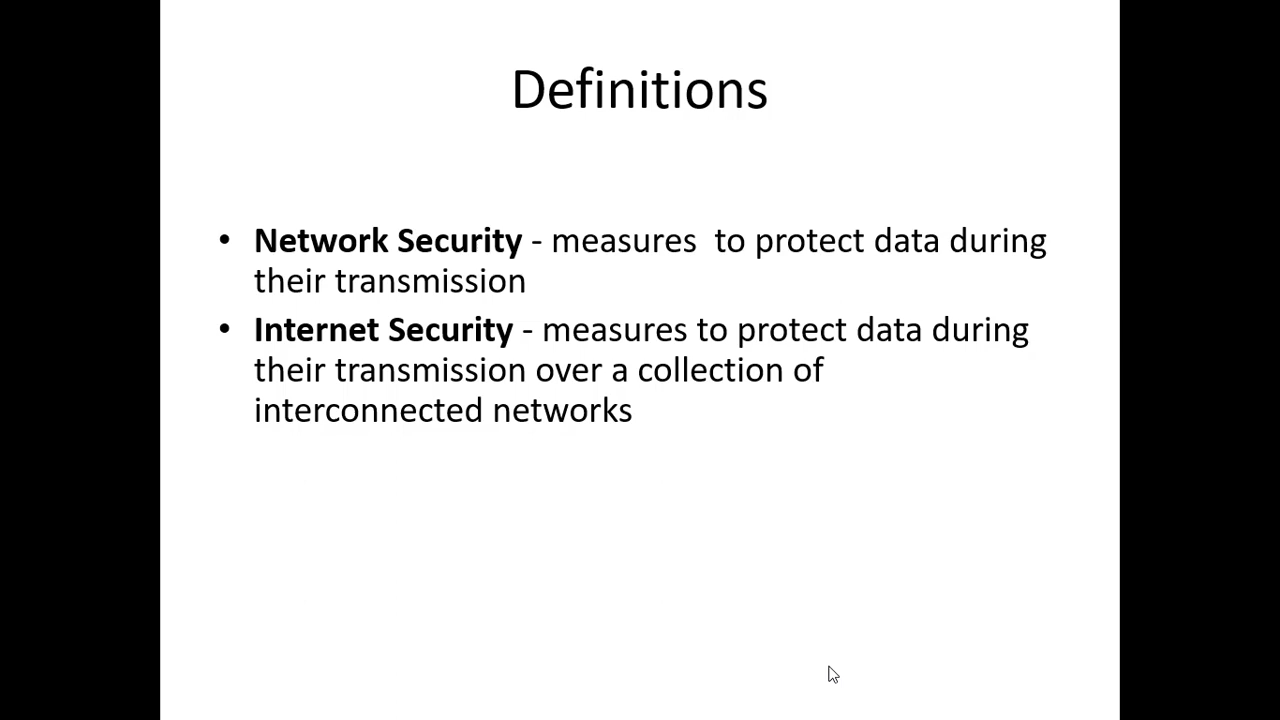 Definitions
• Network Security - measures  to protect data during
their transmission
• Internet Security - measures to protect data during
their transmission over a collection of
interconnected networks